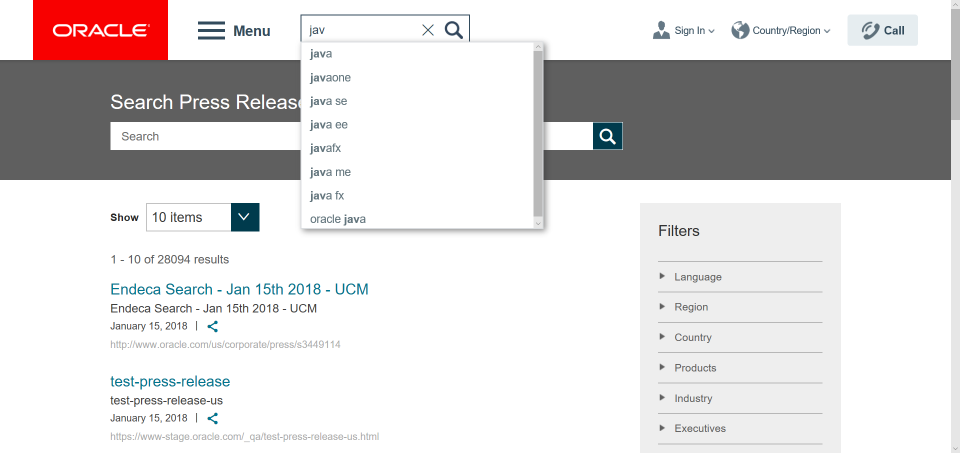 ORACLE
Menu
jav
Sign In
Country/Region
Call
java
javaone
java se
java ee
javafx
java me
java fx
oracle java
Search Press Release
Search
Show
10 items
1 - 10 of 28094 results
Endeca Search - Jan 15th 2018 - UCM
Endeca Search - Jan 15th 2018 - UCM
January 15, 2018 |
http://www.oracle.com/us/corporate/press/s3449114
test-press-release
test-press-release-us
January 15, 2018 |
https://www-stage.oracle.com/_qa/test-press-release-us.html
Filters
Language
Region
Country
Products
Industry
Executives